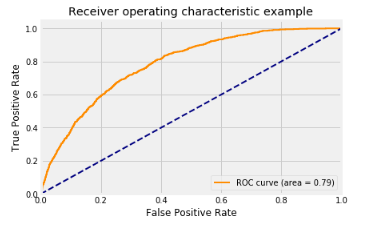 Receiver operating characteristic example
1.0
0.8
0.6
0.4
0.2
0.0
True Positive Rate
ROC curve (area = 0.79)
0.0 0.2 0.4 0.6 0.8 1.0
False Positive Rate